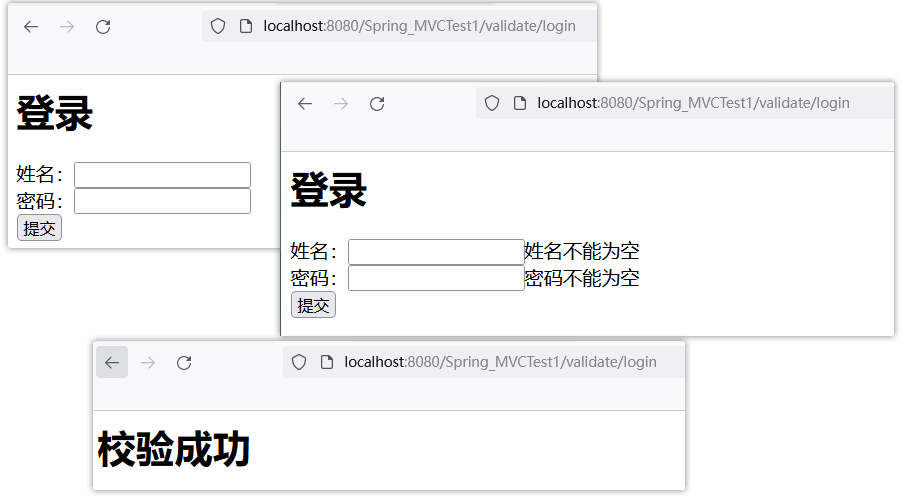 localhost:8080/Spring_MVCTest1/validate/login
登录
姓名：
密码：
提交
localhost:8080/Spring_MVCTest1/validate/login
登录
姓名：姓名不能为空
密码：密码不能为空
提交
localhost:8080/Spring_MVCTest1/validate/login
校验成功